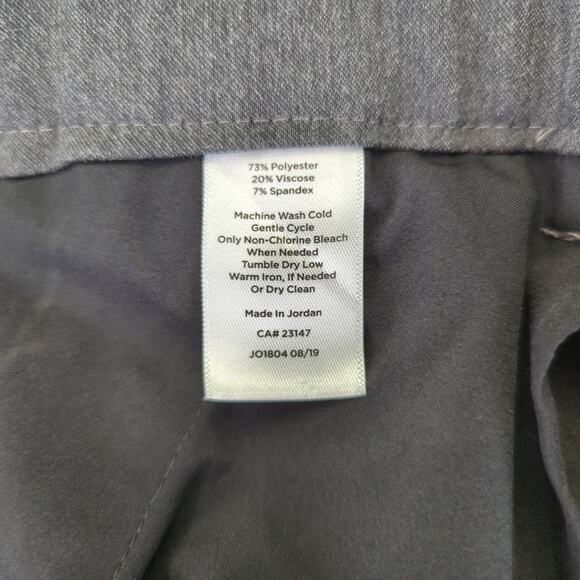 73% Polyester
20% Viscose
7% Spandex
Machine Wash Cold
Gentle Cycle
Only Non-Chlorine Bleach
When Needed
Tumble Dry Low
Warm Iron, If Needed
Or Dry Clean
Made In Jordan
CA# 23147
JO1804 08/19